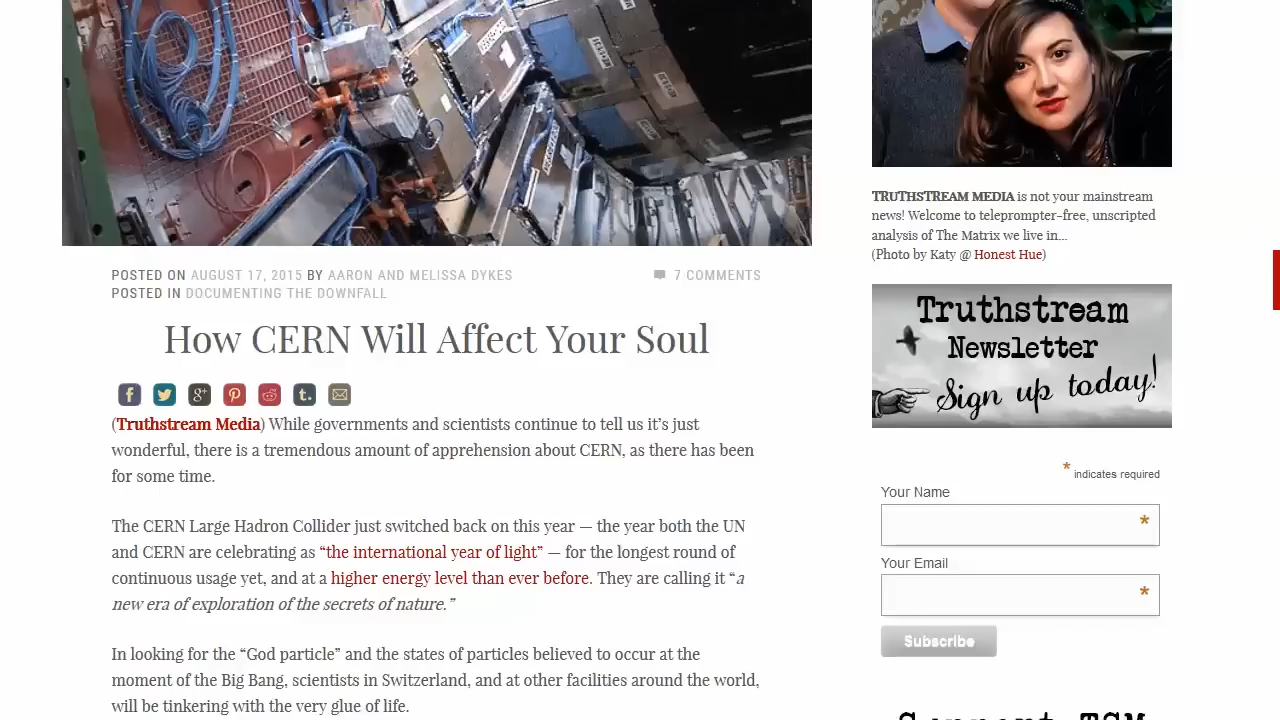 POSTED ON AUGUST 17, 2015 BY AARON AND MELISSA DYKES
7 COMMENTS
POSTED IN DOCUMENTING THE DOWNFALL
How CERN Will Affect Your Soul
(Truthstream Media) While governments and scientists continue to tell us it’s just
wonderful, there is a tremendous amount of apprehension about CERN, as there has been
for some time.
The CERN Large Hadron Collider just switched back on this year — the year both the UN
and CERN are celebrating as “the international year of light” — for the longest round of
continuous usage yet, and at a higher energy level than ever before. They are calling it “a
new era of exploration of the secrets of nature.”
In looking for the “God particle” and the states of particles believed to occur at the
moment of the Big Bang, scientists in Switzerland, and at other facilities around the world,
will be tinkering with the very glue of life.
TRUTHSTREAM MEDIA is not your mainstream
news! Welcome to teleprompter-free, unscripted
analysis of The Matrix we live in...
(Photo by Katy @ Honest Hue)
Truthstream
Newsletter
Sign up today!
* indicates required
Your Name
*
Your Email
*
Subscribe